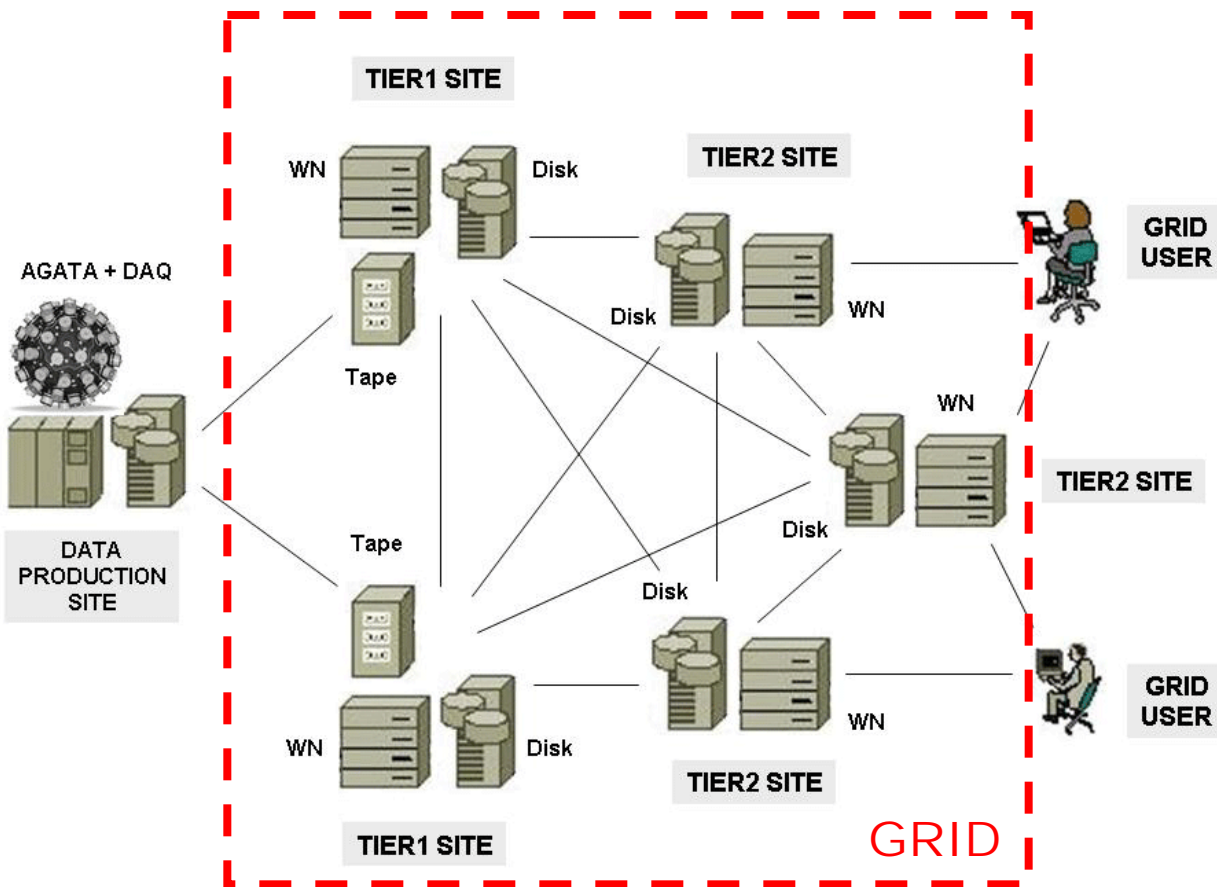 TIER1 SITE
WN
Disk
TIER2 SITE
GRID
USER
AGATA + DAQ
Disk
WN
Tape
WN
TIER2 SITE
Disk
Tape
DATA
PRODUCTION
SITE
Disk
GRID
USER
WN
Disk
WN
TIER2 SITE
TIER1 SITE
GRID